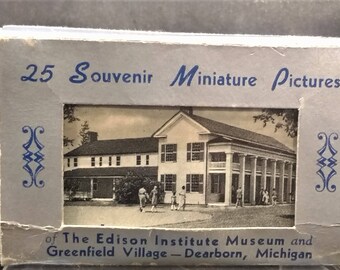 25 Souvenir Miniature Pictures
of The Edison Institute Museum and
Greenfield Village — Dearborn, Michigan